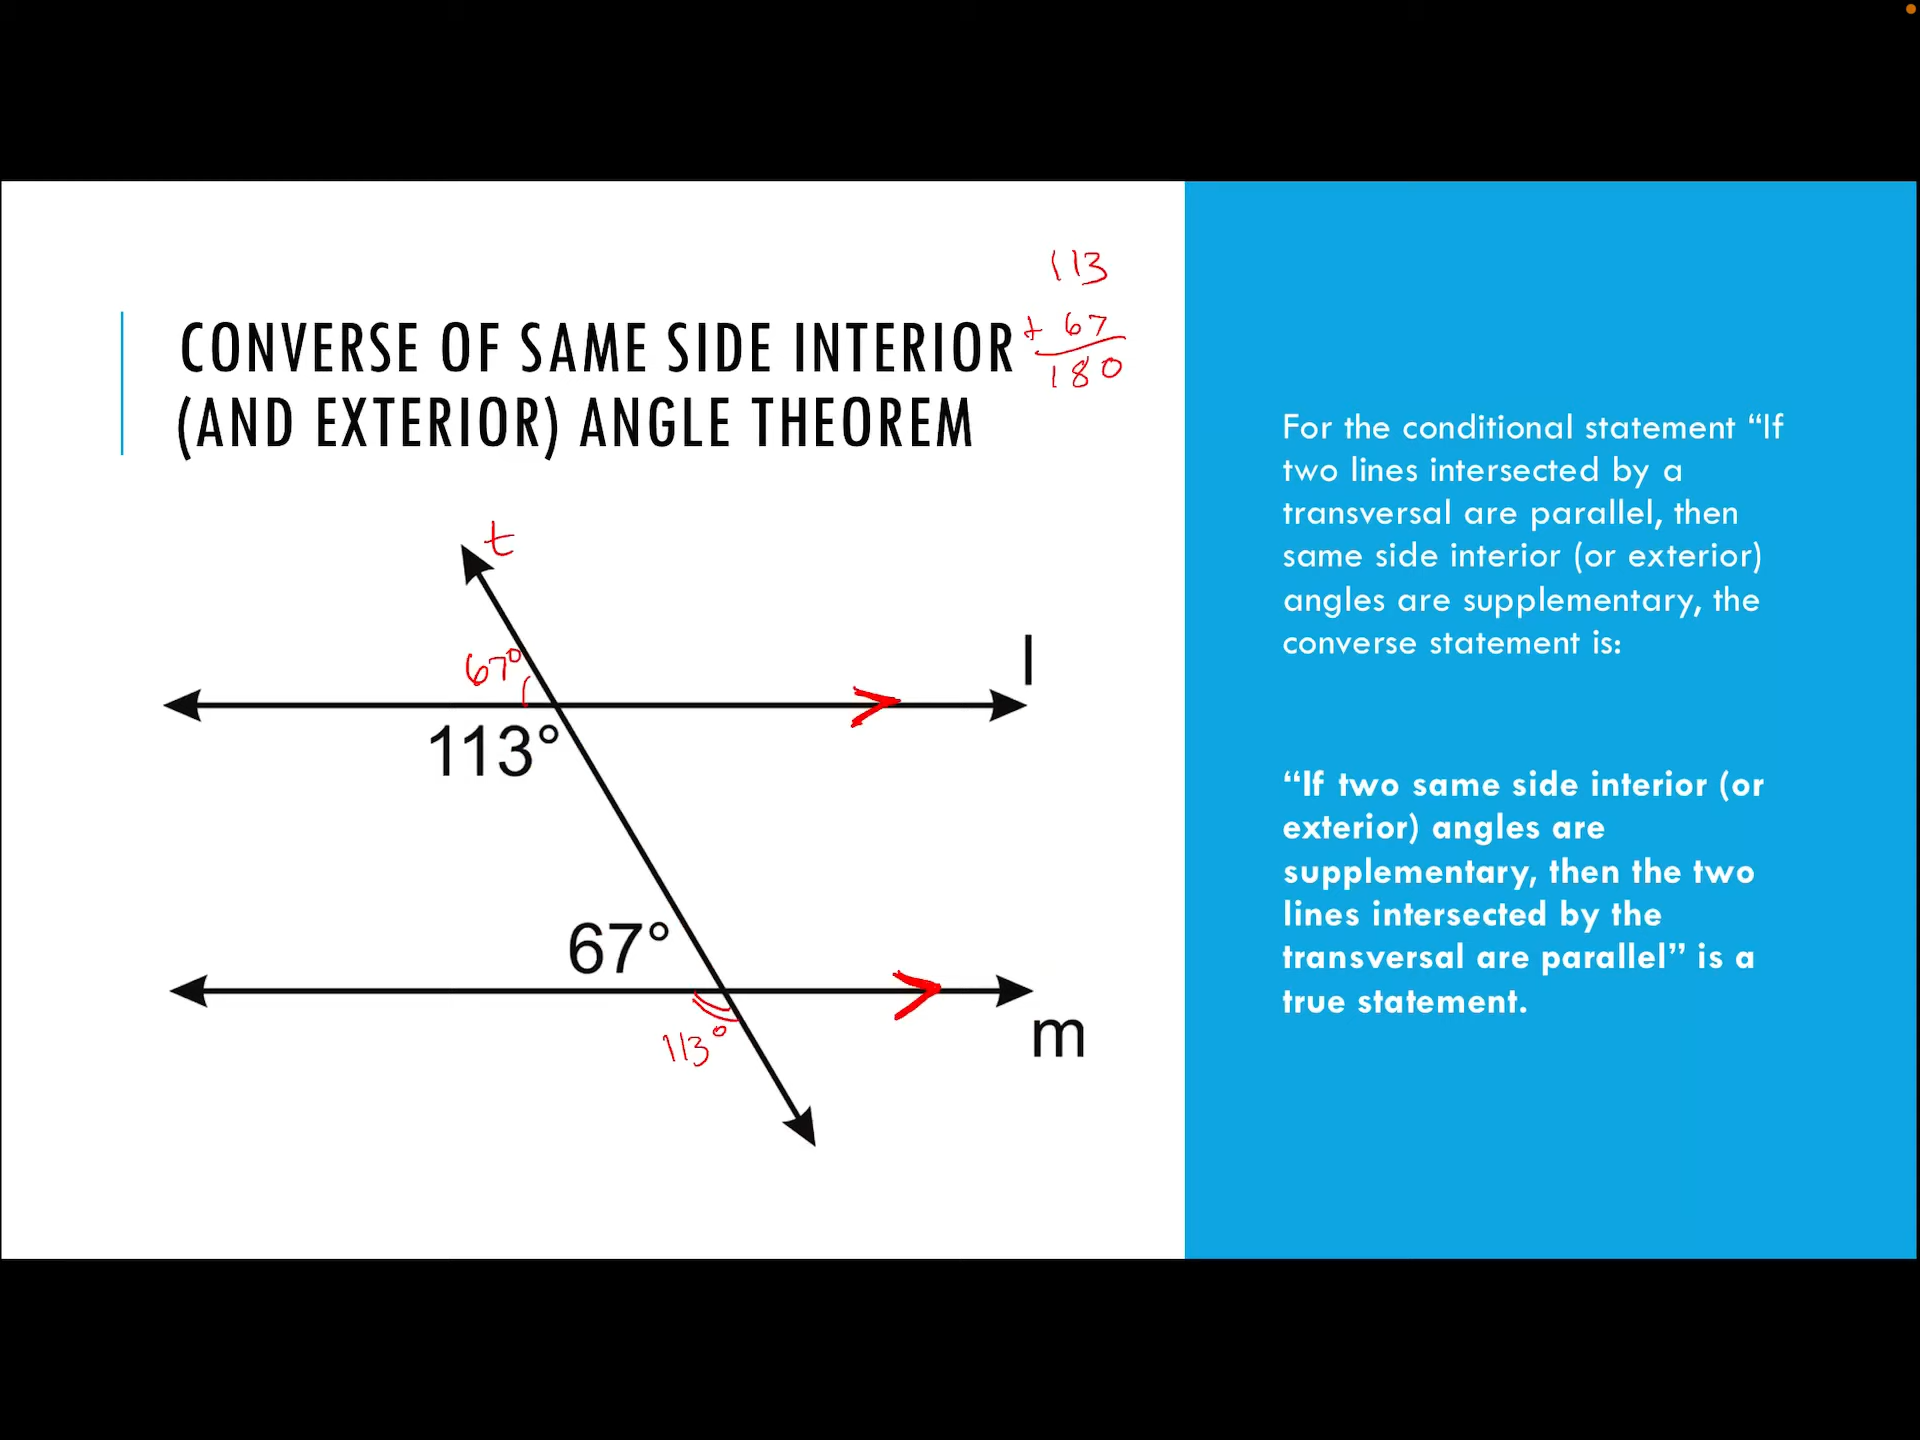 113
+ 67
180
CONVERSE OF SAME SIDE INTERIOR
(AND EXTERIOR) ANGLE THEOREM
t
67°
l
113°
67°
m
113°
For the conditional statement “If
two lines intersected by a
transversal are parallel, then
same side interior (or exterior)
angles are supplementary, the
converse statement is:
“If two same side interior (or
exterior) angles are
supplementary, then the two
lines intersected by the
transversal are parallel” is a
true statement.